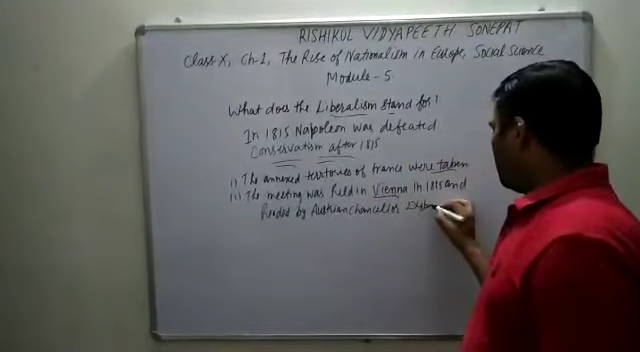 RISHIKUL VIDYAPEETH SONEPAT
Class-X, Ch-1, The Rise of Nationalism in Europe, Social Science
Module - 5
What does the Liberalism stand for?
In 1815 Napoleon was defeated
Conservatism after 1815
i) The annexed territories of france were taken
ii) The meeting was held in Vienna in 1815 and
headed by Austrian Chancellor